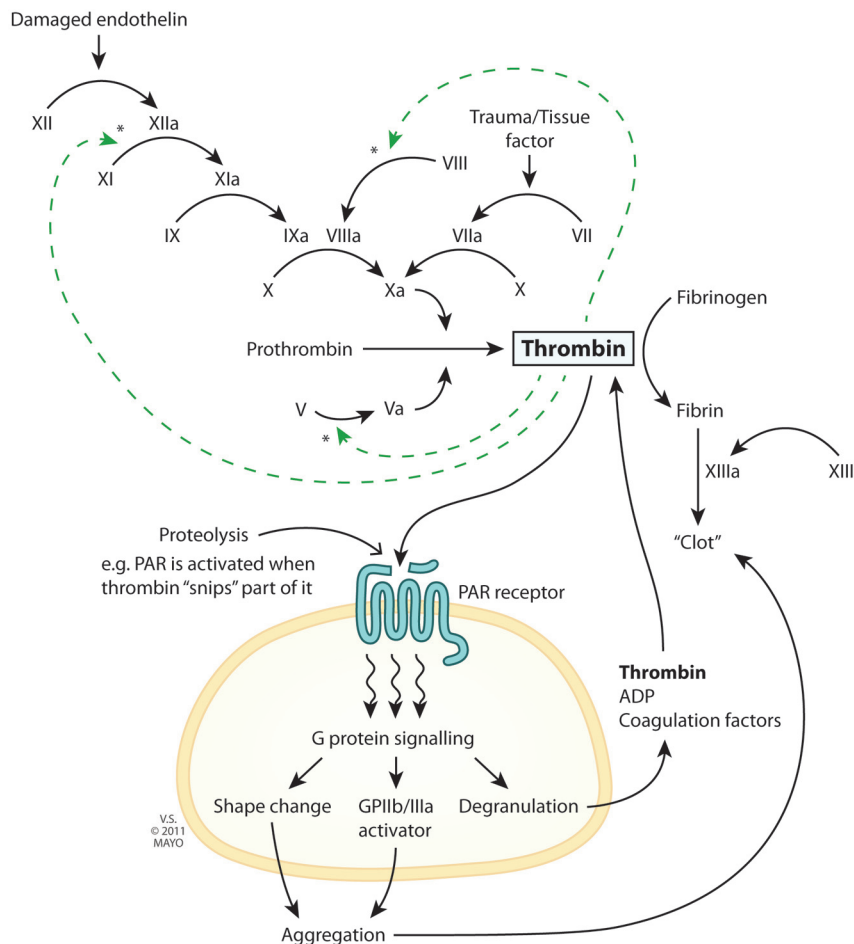 Damaged endothelin
XII
XIIa
*
XI
XIa
IX
IXa
VIIIa
*
VIII
Trauma/Tissue
factor
VIIa
VII
X
Xa
X
Prothrombin
Thrombin
Fibrinogen
V
Va
*
Fibrin
XIIIa
XIII
"Clot"
Proteolysis
e.g. PAR is activated when
thrombin "snips" part of it
PAR receptor
Thrombin
ADP
Coagulation factors
G protein signalling
Shape change
GPIIb/IIIa
activator
Degranulation
V.S.
© 2011
MAYO
Aggregation